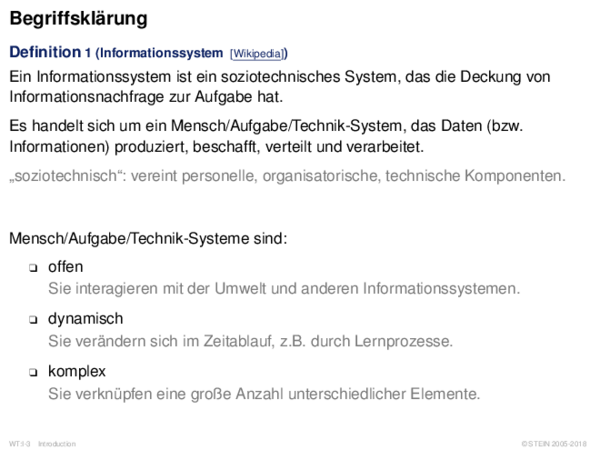 Begriffsklärung
Definition 1 (Informationssystem [Wikipedia])
Ein Informationssystem ist ein soziotechnisches System, das die Deckung von
Informationsnachfrage zur Aufgabe hat.
Es handelt sich um ein Mensch/Aufgabe/Technik-System, das Daten (bzw.
Informationen) produziert, beschafft, verteilt und verarbeitet.
„soziotechnisch“: vereint personelle, organisatorische, technische Komponenten.
Mensch/Aufgabe/Technik-Systeme sind:
❑ offen
Sie interagieren mit der Umwelt und anderen Informationssystemen.
❑ dynamisch
Sie verändern sich im Zeitablauf, z.B. durch Lernprozesse.
❑ komplex
Sie verknüpfen eine große Anzahl unterschiedlicher Elemente.
WT:I-3 Introduction © STEIN 2005-2018